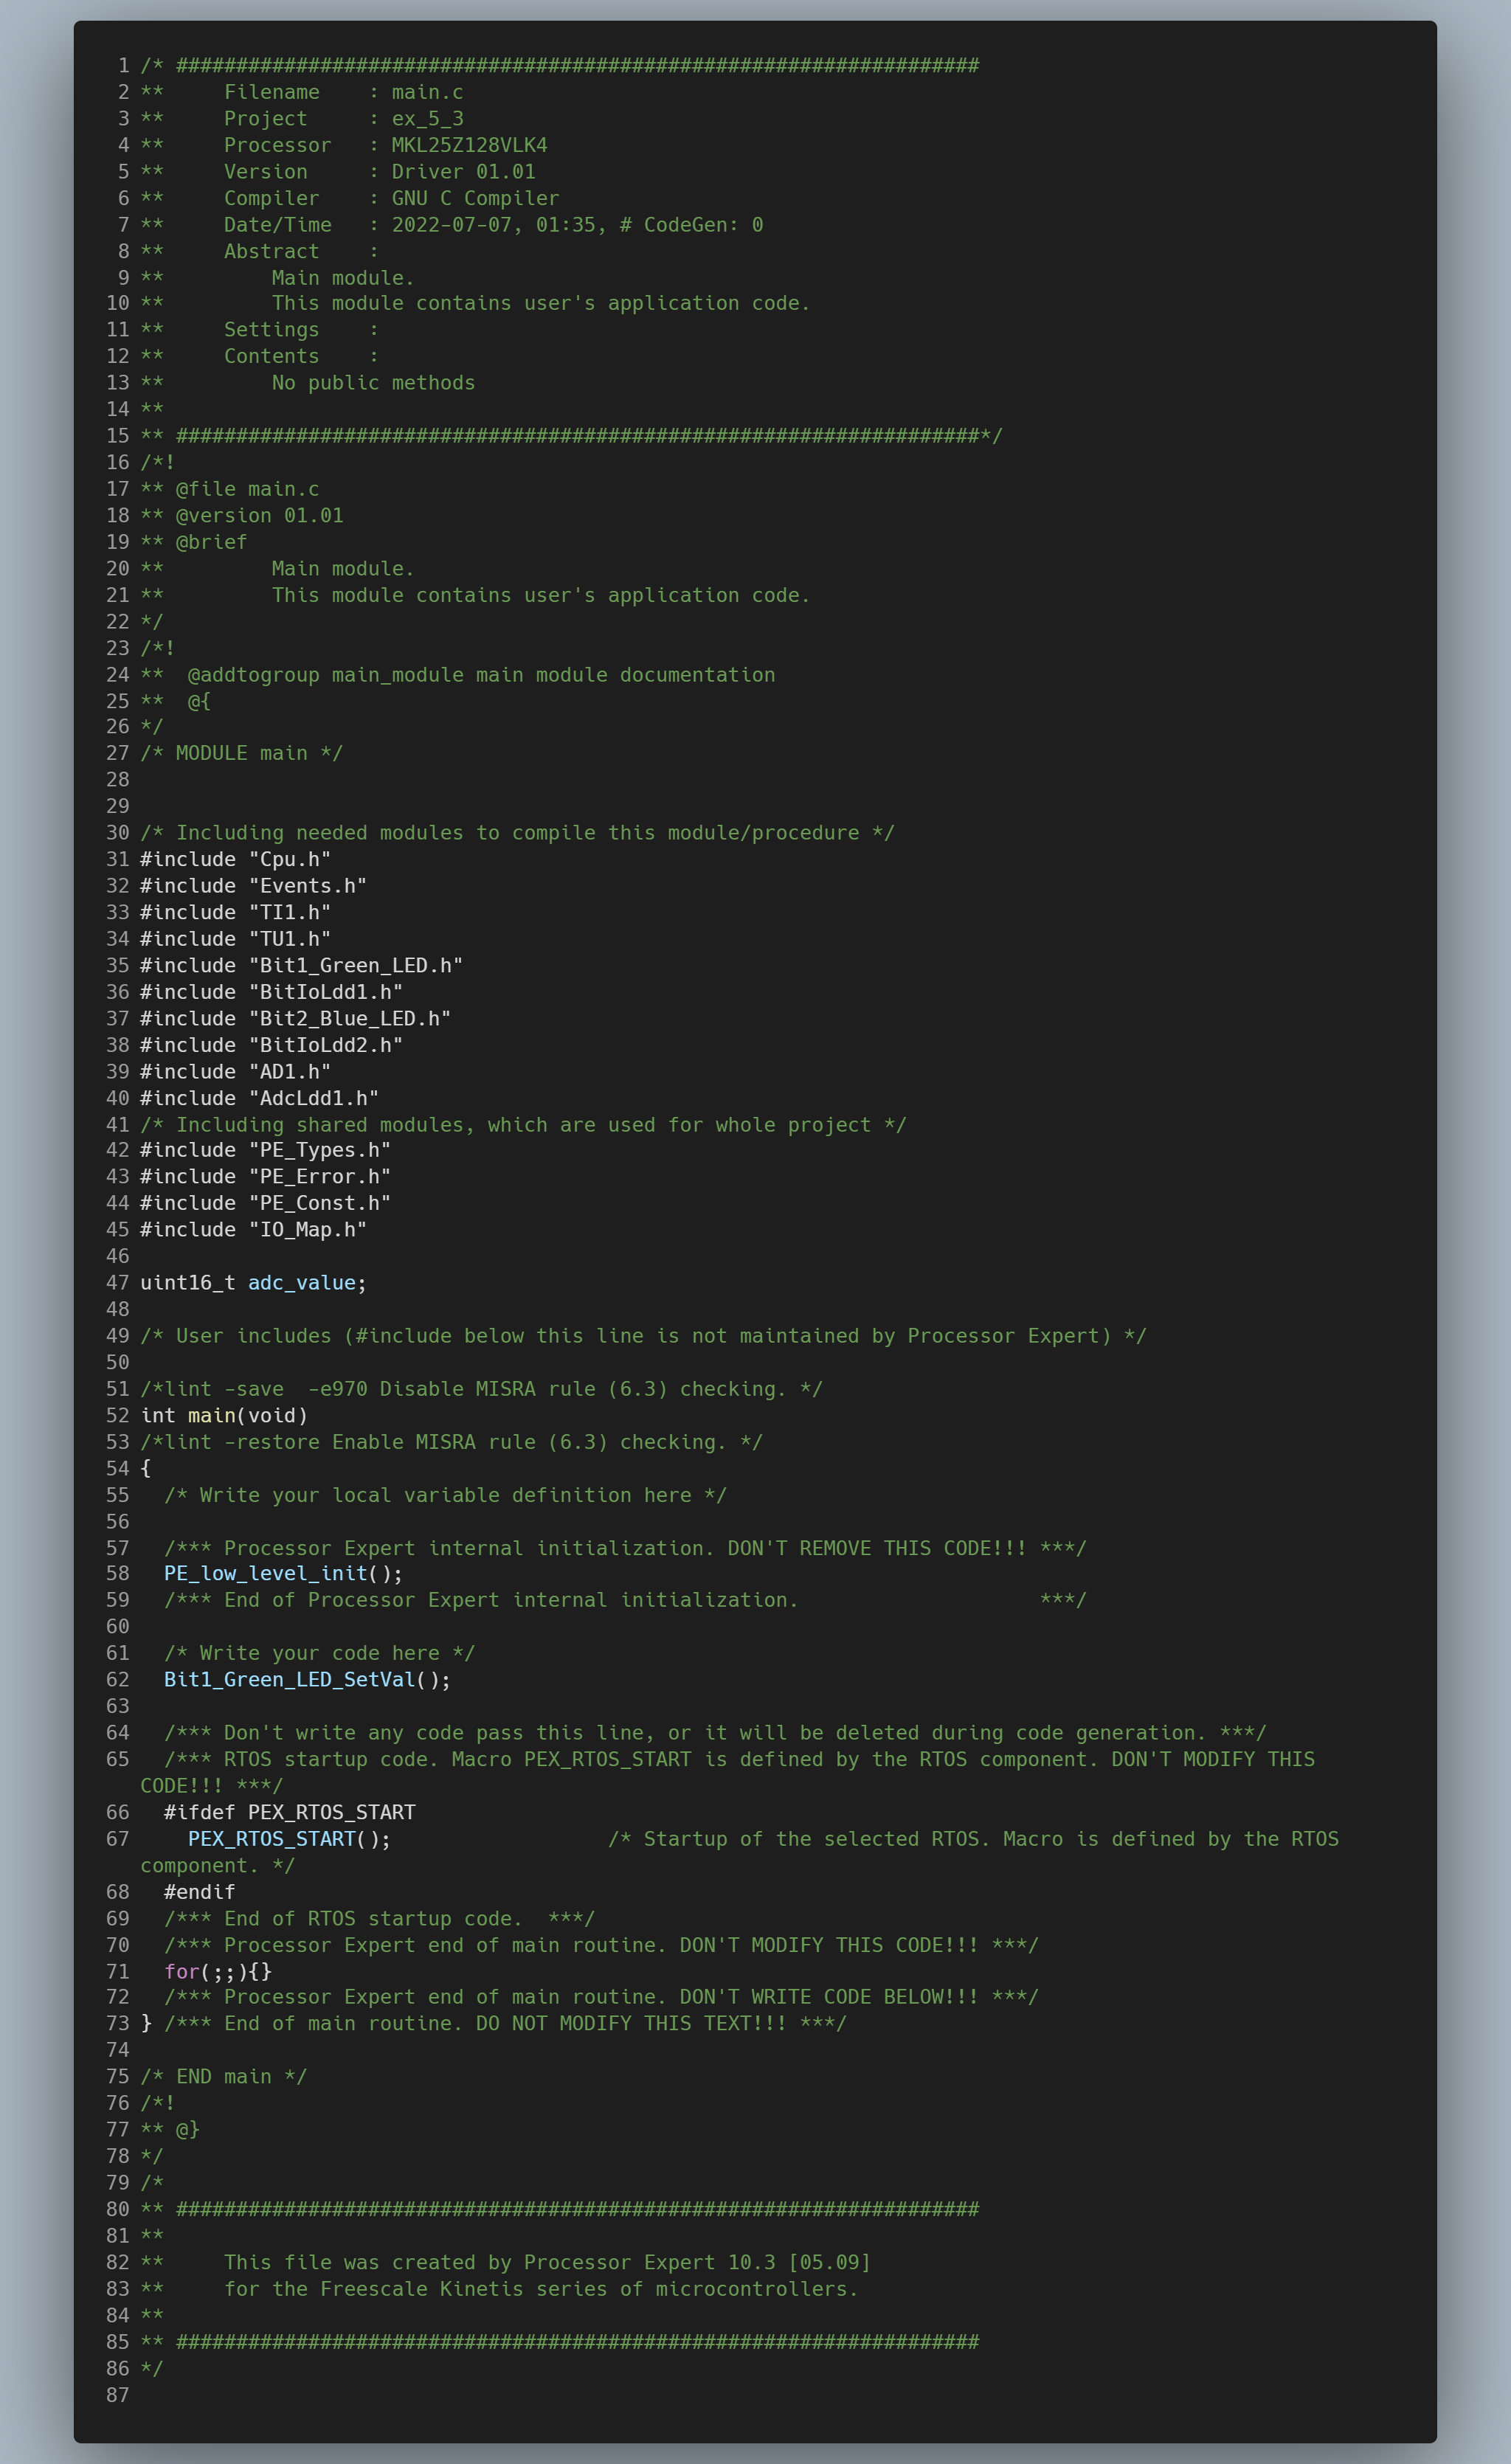 1 /* ###################################################################
2 **     Filename    : main.c
3 **     Project     : ex_5_3
4 **     Processor   : MKL25Z128VLK4
5 **     Version     : Driver 01.01
6 **     Compiler    : GNU C Compiler
7 **     Date/Time   : 2022-07-07, 01:35, # CodeGen: 0
8 **     Abstract    :
9 **         Main module.
10 **         This module contains user's application code.
11 **     Settings    :
12 **     Contents    :
13 **         No public methods
14 **
15 ** ###################################################################*/
16 /*!
17 ** @file main.c
18 ** @version 01.01
19 ** @brief
20 **         Main module.
21 **         This module contains user's application code.
22 */
23 /*!
24 **  @addtogroup main_module main module documentation
25 **  @{
26 */
27 /* MODULE main */
28
29
30 /* Including needed modules to compile this module/procedure */
31 #include "Cpu.h"
32 #include "Events.h"
33 #include "TI1.h"
34 #include "TU1.h"
35 #include "Bit1_Green_LED.h"
36 #include "BitIoLdd1.h"
37 #include "Bit2_Blue_LED.h"
38 #include "BitIoLdd2.h"
39 #include "AD1.h"
40 #include "AdcLdd1.h"
41 /* Including shared modules, which are used for whole project */
42 #include "PE_Types.h"
43 #include "PE_Error.h"
44 #include "PE_Const.h"
45 #include "IO_Map.h"
46
47 uint16_t adc_value;
48
49 /* User includes (#include below this line is not maintained by Processor Expert) */
50
51 /*lint -save  -e970 Disable MISRA rule (6.3) checking. */
52 int main(void)
53 /*lint -restore Enable MISRA rule (6.3) checking. */
54 {
55   /* Write your local variable definition here */
56
57   /*** Processor Expert internal initialization. DON'T REMOVE THIS CODE!!! ***/
58   PE_low_level_init();
59   /*** End of Processor Expert internal initialization.                    ***/
60
61   /* Write your code here */
62   Bit1_Green_LED_SetVal();
63
64   /*** Don't write any code pass this line, or it will be deleted during code generation. ***/
65   /*** RTOS startup code. Macro PEX_RTOS_START is defined by the RTOS component. DON'T MODIFY THIS
CODE!!! ***/
66   #ifdef PEX_RTOS_START
67     PEX_RTOS_START();                  /* Startup of the selected RTOS. Macro is defined by the RTOS
component. */
68   #endif
69   /*** End of RTOS startup code.  ***/
70   /*** Processor Expert end of main routine. DON'T MODIFY THIS CODE!!! ***/
71   for(;;){}
72   /*** Processor Expert end of main routine. DON'T WRITE CODE BELOW!!! ***/
73 } /*** End of main routine. DO NOT MODIFY THIS TEXT!!! ***/
74
75 /* END main */
76 /*!
77 ** @}
78 */
79 /*
80 ** ###################################################################
81 **
82 **     This file was created by Processor Expert 10.3 [05.09]
83 **     for the Freescale Kinetis series of microcontrollers.
84 **
85 ** ###################################################################
86 */
87